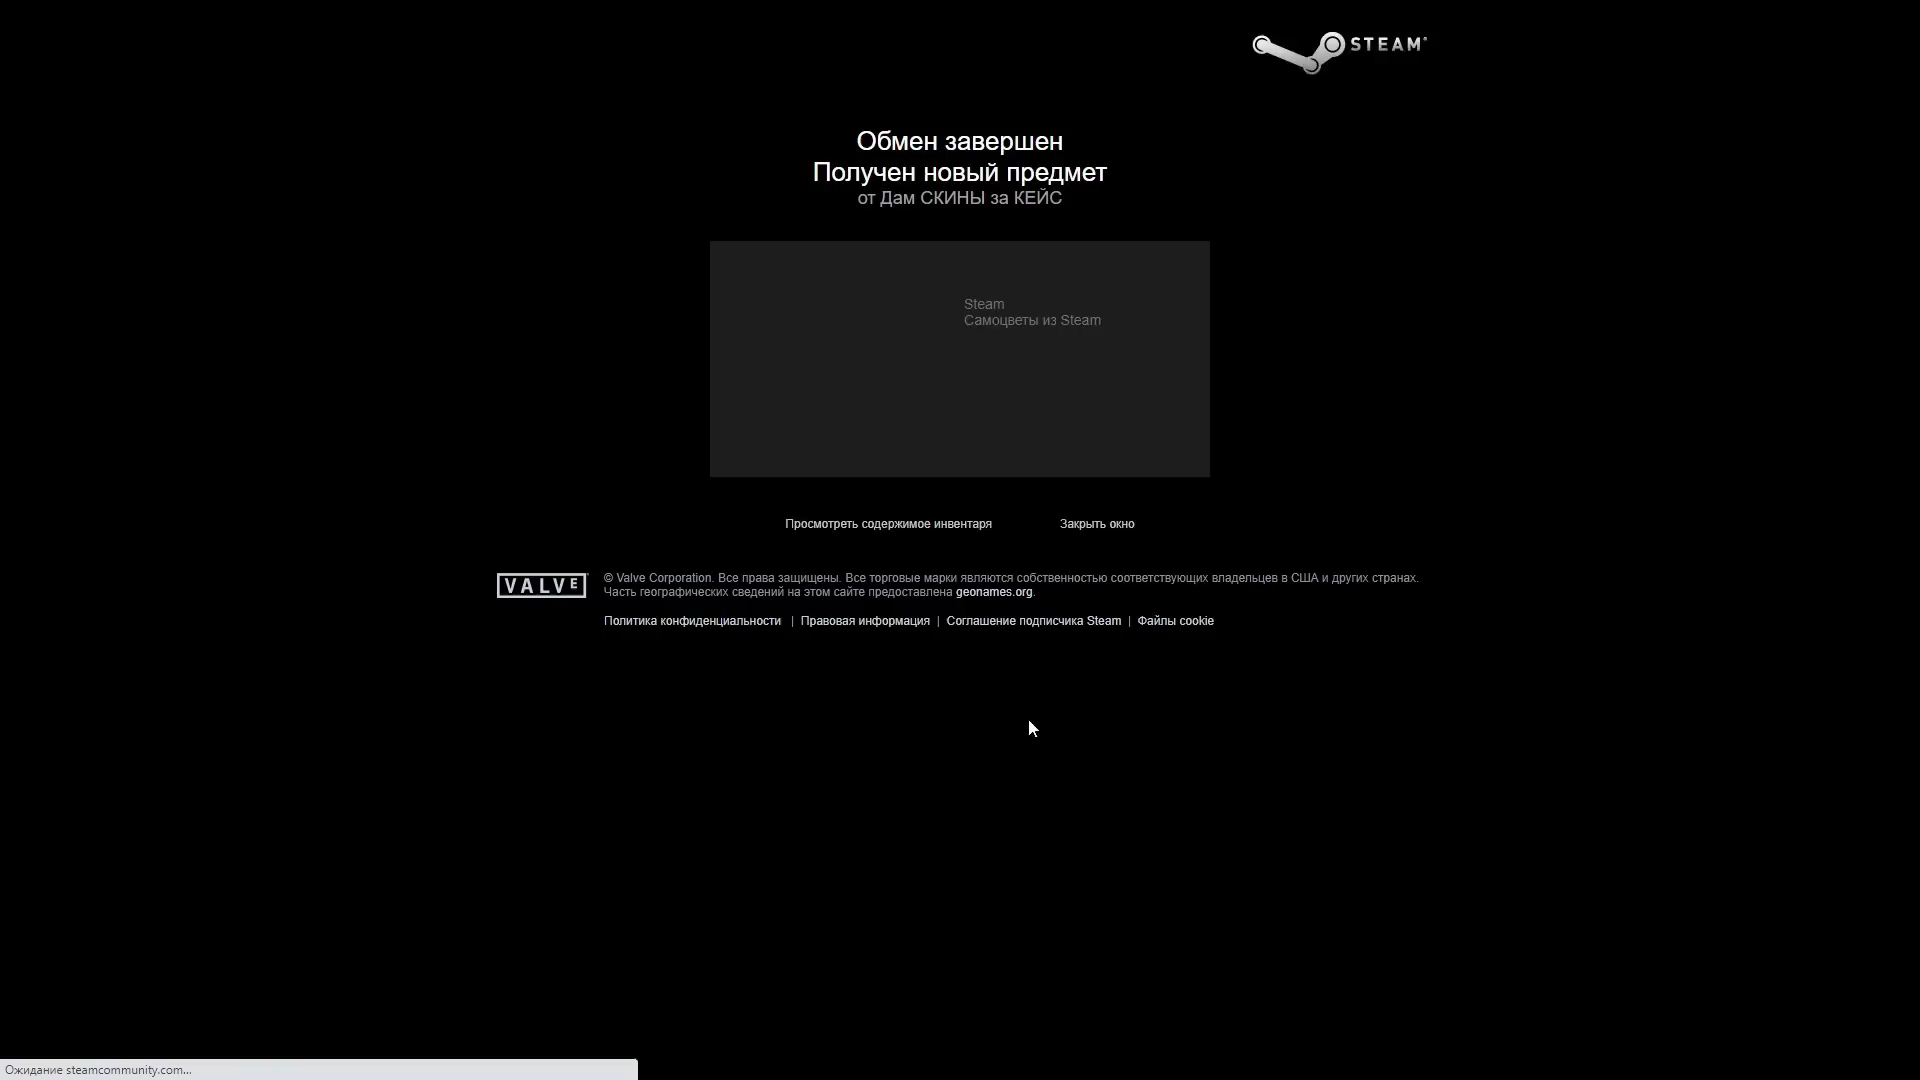 STEAM
Обмен завершен
Получен новый предмет
от Дам СКИНЫ за КЕЙС
Steam
Самоцветы из Steam
Просмотреть содержимое инвентаря
Закрыть окно
VALVE
© Valve Corporation. Все права защищены. Все торговые марки являются собственностью соответствующих владельцев в США и других странах.
Часть географических сведений на этом сайте предоставлена geonames.org.
Политика конфиденциальности | Правовая информация | Соглашение подписчика Steam | Файлы cookie
Ожидание steamcommunity.com...